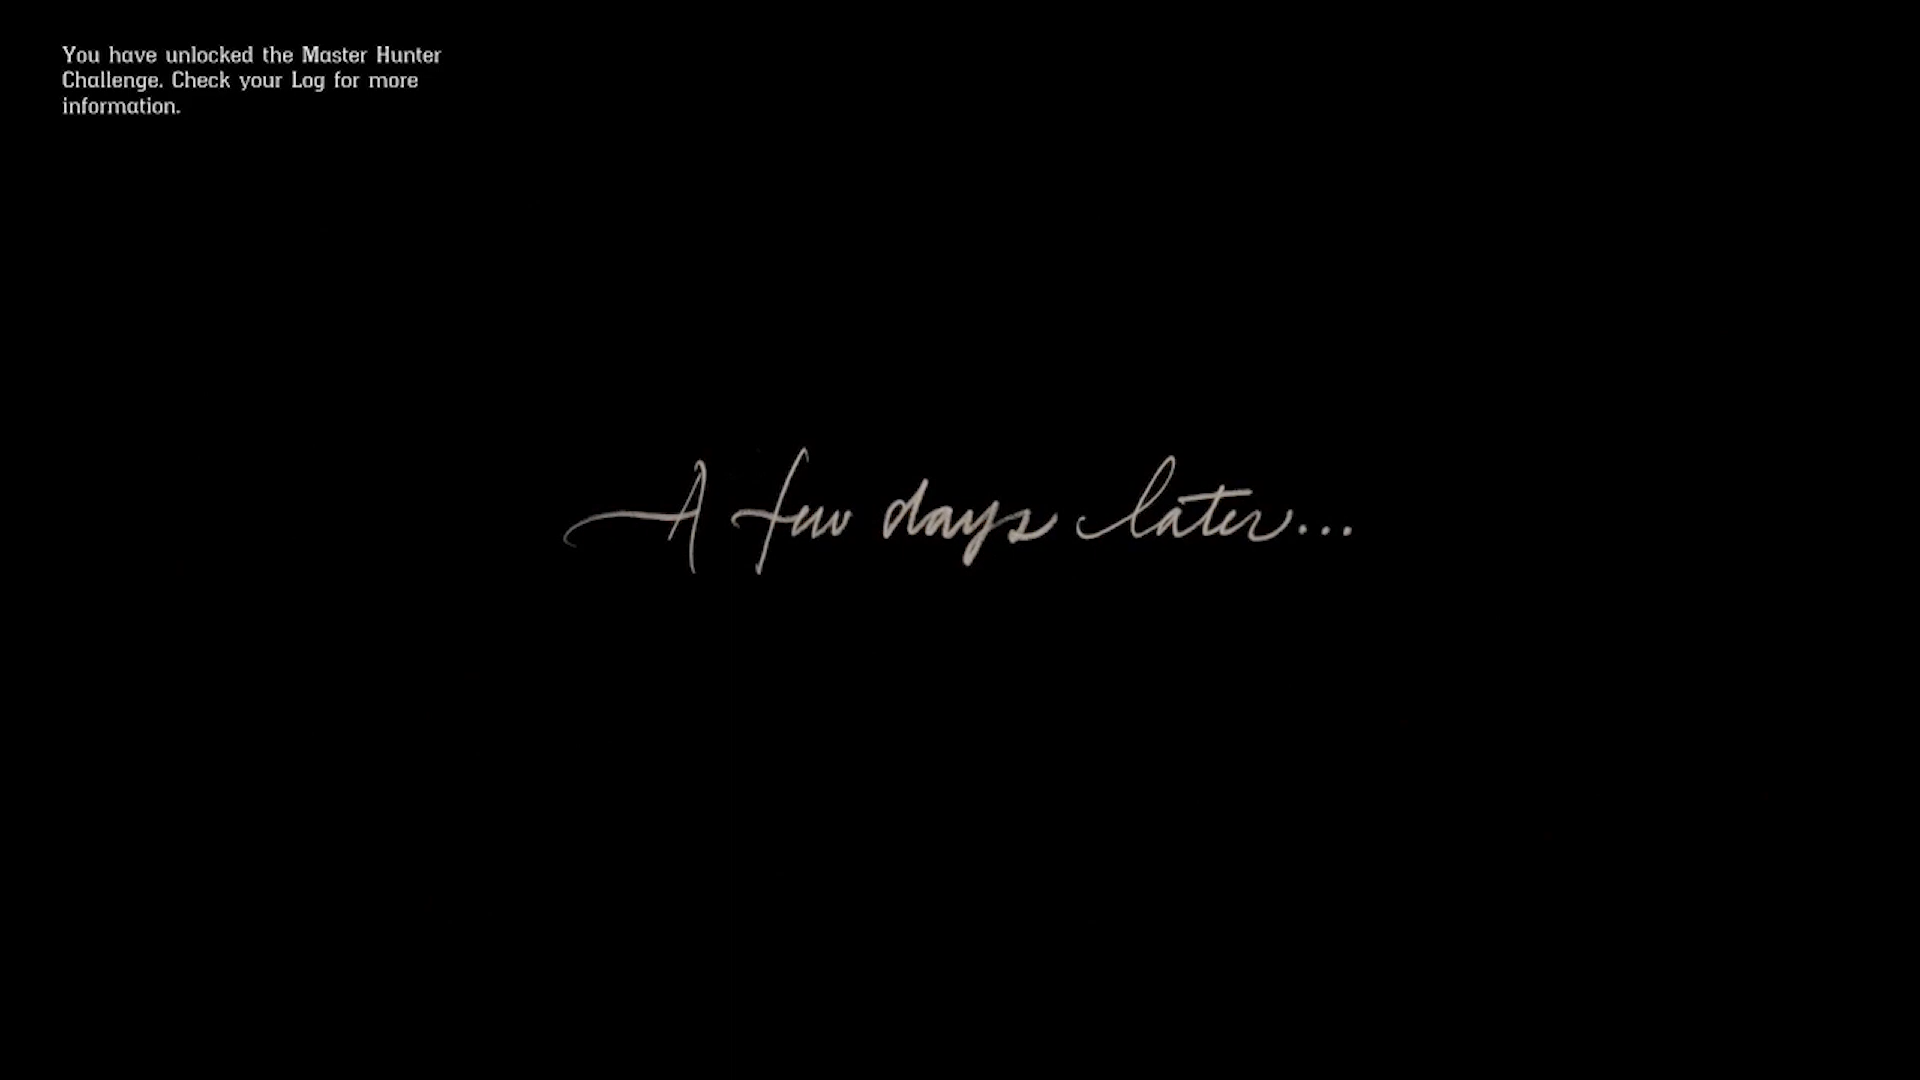 You have unlocked the Master Hunter
Challenge. Check your Log for more
information.
A few days later...